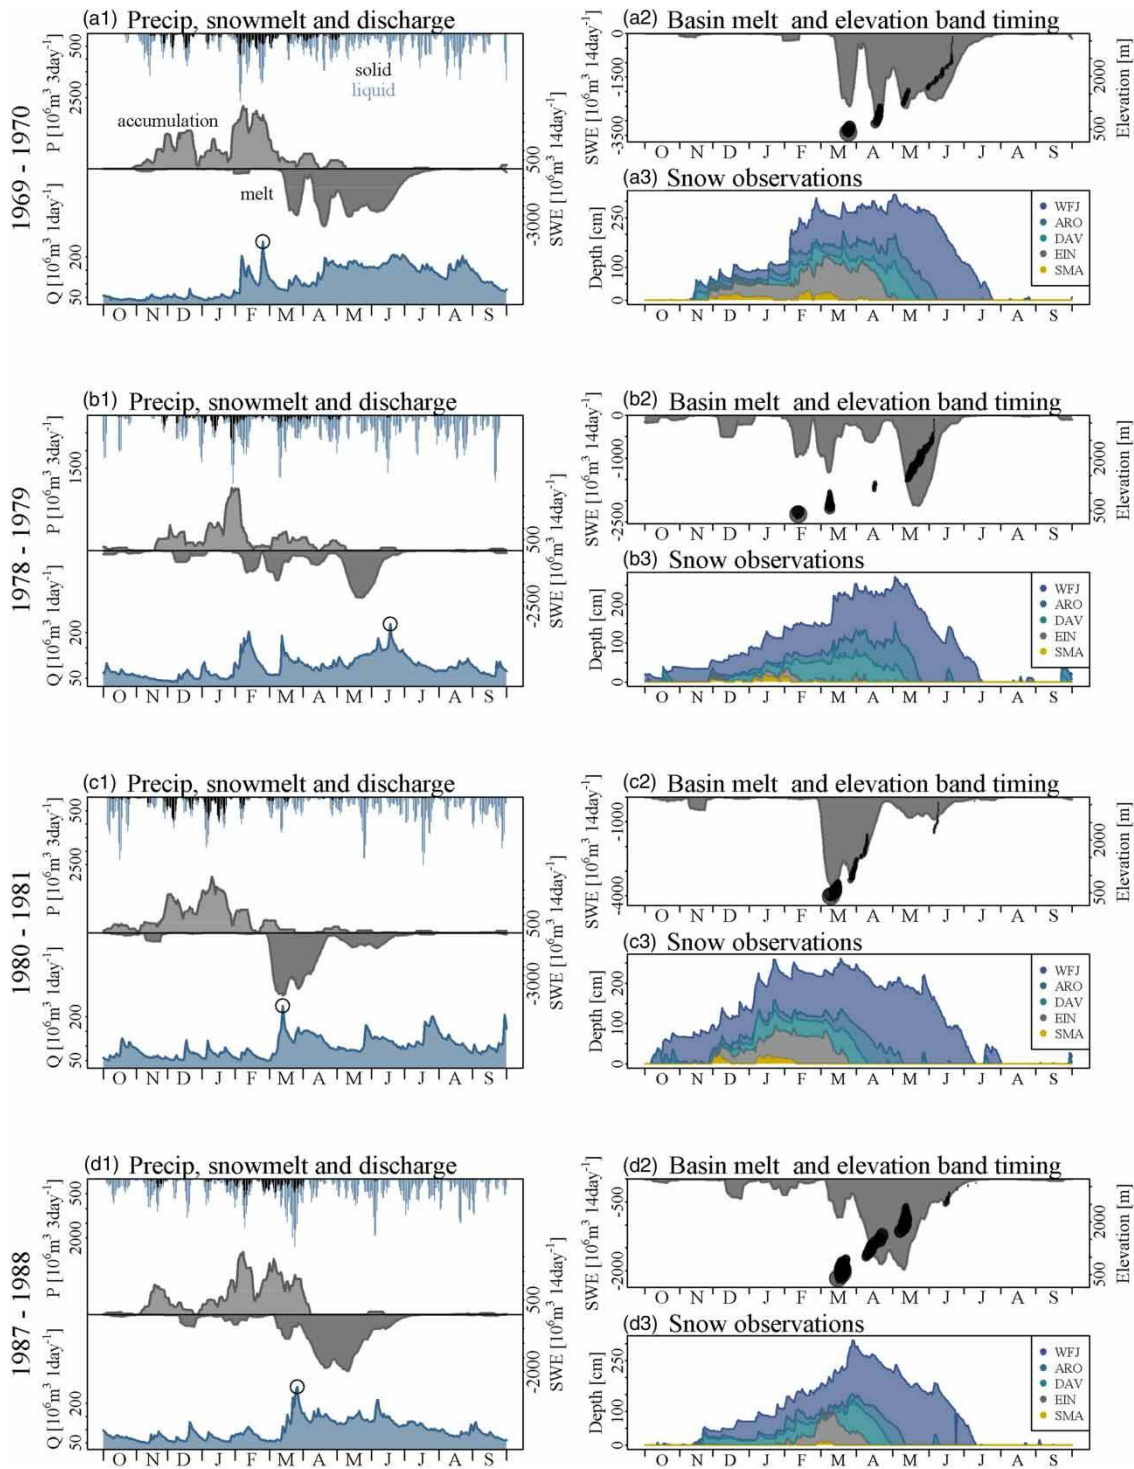 1969 - 1970
(a1) Precip, snowmelt and discharge
P [10⁶m³ 3day⁻¹]
500
2500
solid
liquid
accumulation
melt
SWE [10⁶m³ 14day⁻¹]
500
-3000
Q [10⁶m³ 1day⁻¹]
200
50
O N D J F M A M J J A S
(a2) Basin melt and elevation band timing
SWE [10⁶m³ 14day⁻¹]
0
-1500
-3500
Elevation [m]
2000
500
O N D J F M A M J J A S
(a3) Snow observations
Depth [cm]
250
100
0
WFJ
ARO
DAV
EIN
SMA
O N D J F M A M J J A S
1978 - 1979
(b1) Precip, snowmelt and discharge
P [10⁶m³ 3day⁻¹]
1500
SWE [10⁶m³ 14day⁻¹]
500
-2500
Q [10⁶m³ 1day⁻¹]
200
50
O N D J F M A M J J A S
(b2) Basin melt and elevation band timing
SWE [10⁶m³ 14day⁻¹]
0
-1000
-2500
Elevation [m]
2000
500
O N D J F M A M J J A S
(b3) Snow observations
Depth [cm]
200
100
0
WFJ
ARO
DAV
EIN
SMA
O N D J F M A M J J A S
1980 - 1981
(c1) Precip, snowmelt and discharge
P [10⁶m³ 3day⁻¹]
500
2500
SWE [10⁶m³ 14day⁻¹]
500
-3000
Q [10⁶m³ 1day⁻¹]
200
50
O N D J F M A M J J A S
(c2) Basin melt and elevation band timing
SWE [10⁶m³ 14day⁻¹]
-1000
-4000
Elevation [m]
2000
500
O N D J F M A M J J A S
(c3) Snow observations
Depth [cm]
200
100
0
WFJ
ARO
DAV
EIN
SMA
O N D J F M A M J J A S
1987 - 1988
(d1) Precip, snowmelt and discharge
P [10⁶m³ 3day⁻¹]
500
2000
SWE [10⁶m³ 14day⁻¹]
500
-2000
Q [10⁶m³ 1day⁻¹]
200
50
O N D J F M A M J J A S
(d2) Basin melt and elevation band timing
SWE [10⁶m³ 14day⁻¹]
-500
-2000
Elevation [m]
2000
500
O N D J F M A M J J A S
(d3) Snow observations
Depth [cm]
250
100
0
WFJ
ARO
DAV
EIN
SMA
O N D J F M A M J J A S